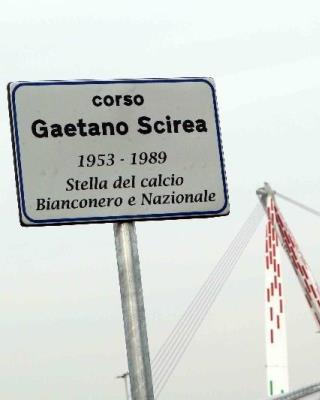 corso
Gaetano Scirea
1953 - 1989
Stella del calcio
Bianconero e Nazionale